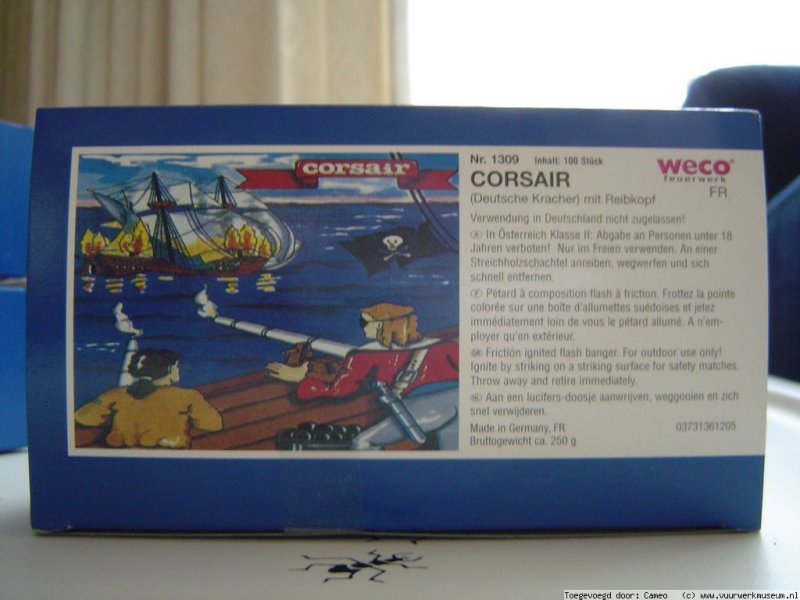 corsair
Nr. 1309 Inhalt: 100 Stück
CORSAIR
(Deutsche Kracher) mit Reibkopf
weco
feuerwerk
FR
Verwendung in Deutschland nicht zugelassen!
A In Österreich Klasse II: Abgabe an Personen unter 18
Jahren verboten! Nur im Freien verwenden. An einer
Streichholzschachtel anreiben, wegwerfen und sich
schnell entfernen.
F Pétard à composition flash à friction. Frottez la pointe
colorée sur une boîte d'allumettes suédoises et jetez
immédiatement loin de vous le pétard allumé. A n'em-
ployer qu'en extérieur.
GB Friction ignited flash banger. For outdoor use only!
Ignite by striking on a striking surface for safety matches.
Throw away and retire immediately.
NL Aan een lucifers-doosje aanwrijven, weggooien en zich
snel verwijderen.
Made in Germany, FR 03731361205
Bruttogewicht ca. 250 g
Toegevoegd door: Cameo (c) www.vuurwerkmuseum.nl